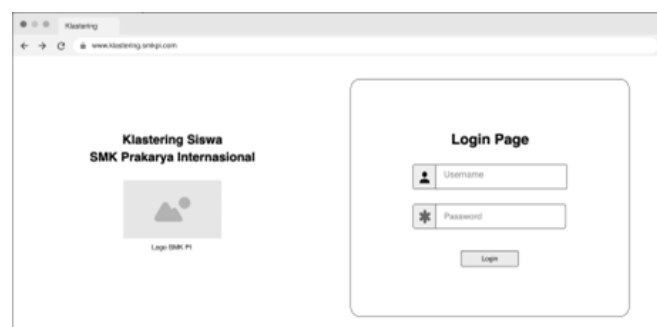 Klastering
www.klastering.smkpi.com
Klastering Siswa
SMK Prakarya Internasional
Logo SMK PI
Login Page
Username
Password
Login